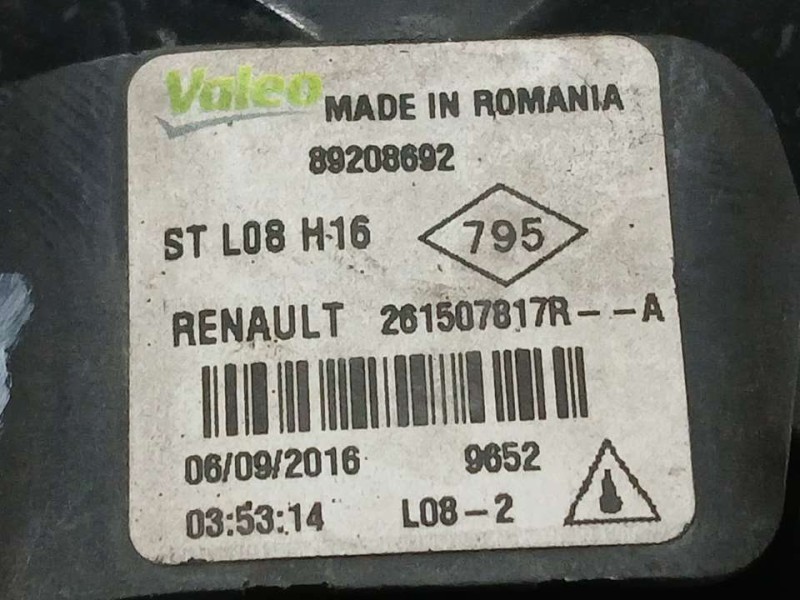 Valeo MADE IN ROMANIA
89208692
ST L08 H16 795
RENAULT 261507817R--A
06/09/2016 9652
03:53:14 L08-2